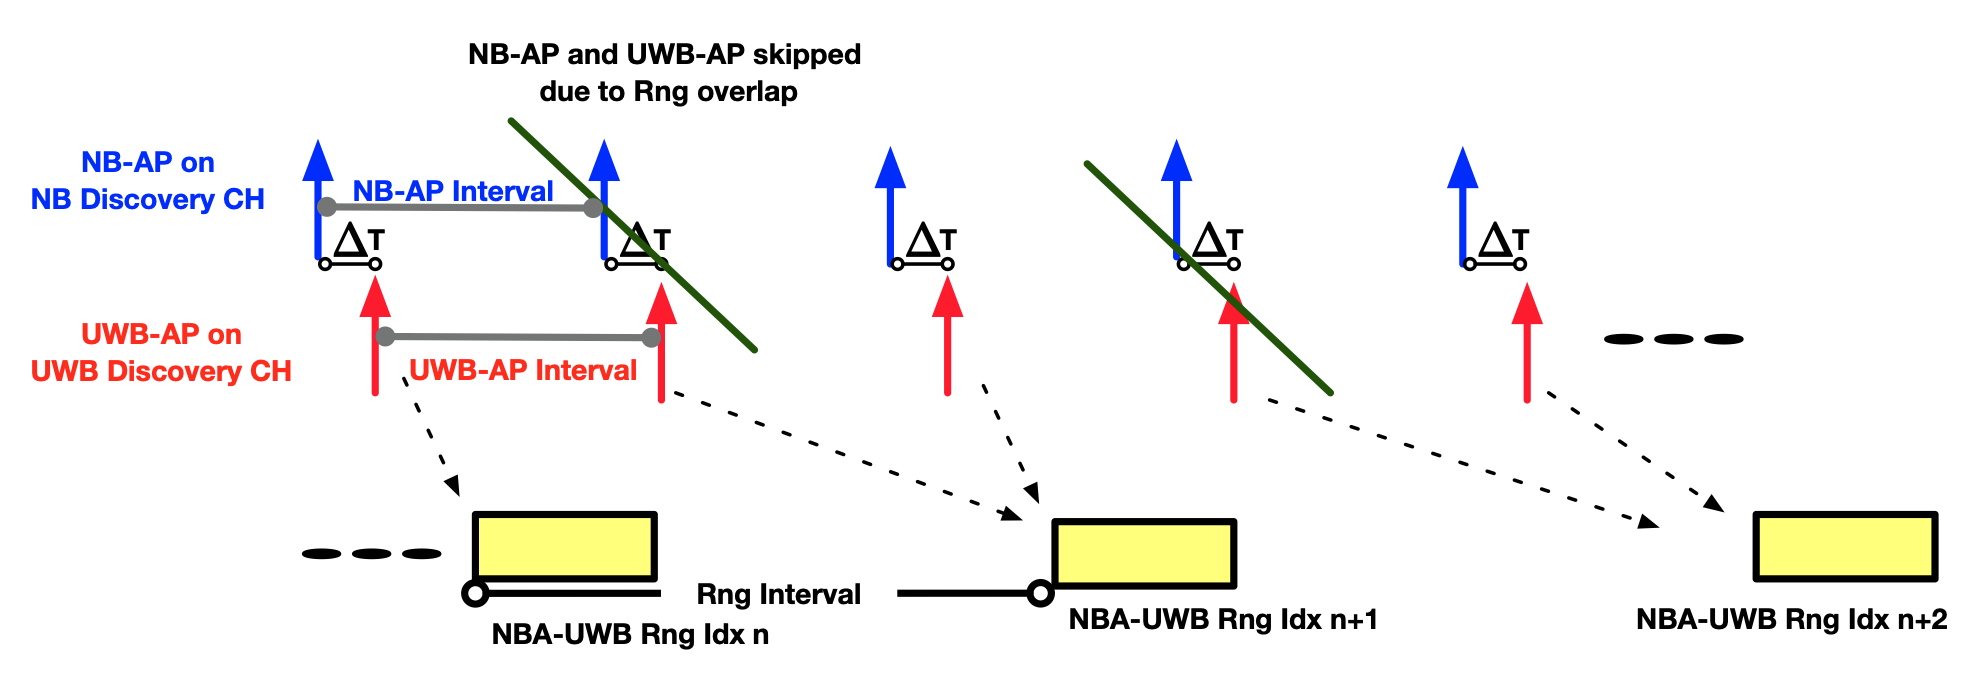 NB-AP and UWB-AP skipped
due to Rng overlap
NB-AP on
NB Discovery CH
NB-AP Interval
ΔT
ΔT
ΔT
ΔT
ΔT
UWB-AP on
UWB Discovery CH
UWB-AP Interval
Rng Interval
NBA-UWB Rng Idx n
NBA-UWB Rng Idx n+1
NBA-UWB Rng Idx n+2